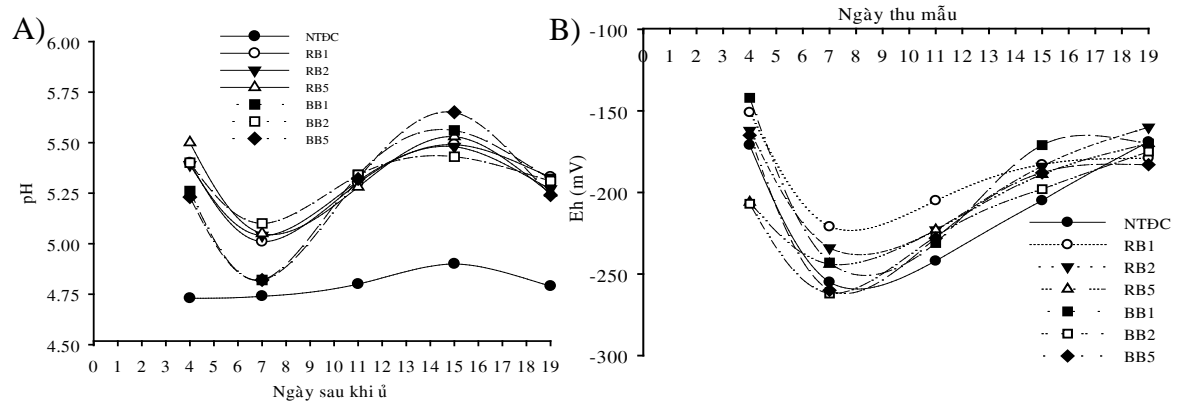 A)
6.00
5.75
5.50
5.25
5.00
4.75
4.50
pH
NTĐC
RB1
RB2
RB5
BB1
BB2
BB5
0 1 2 3 4 5 6 7 8 9 10 11 12 13 14 15 16 17 18 19
Ngày sau khi ủ
B)
Ngày thu mẫu
0 1 2 3 4 5 6 7 8 9 10 11 12 13 14 15 16 17 18 19
-100
-150
-200
-250
-300
Eh (mV)
NTĐC
RB1
RB2
RB5
BB1
BB2
BB5